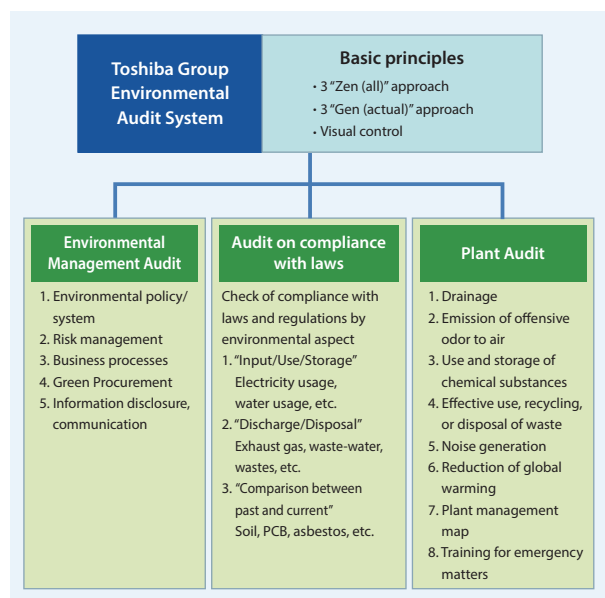 Toshiba Group
Environmental
Audit System
Basic principles
・3 “Zen (all)” approach
・3 “Gen (actual)” approach
・Visual control
Environmental
Management Audit
1. Environmental policy/
system
2. Risk management
3. Business processes
4. Green Procurement
5. Information disclosure,
communication
Audit on compliance
with laws
Check of compliance with
laws and regulations by
environmental aspect
1. “Input/Use/Storage”
Electricity usage,
water usage, etc.
2. “Discharge/Disposal”
Exhaust gas, waste-water,
wastes, etc.
3. “Comparison between
past and current”
Soil, PCB, asbestos, etc.
Plant Audit
1. Drainage
2. Emission of offensive
odor to air
3. Use and storage of
chemical substances
4. Effective use, recycling,
or disposal of waste
5. Noise generation
6. Reduction of global
warming
7. Plant management
map
8. Training for emergency
matters